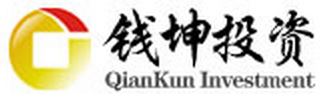 钱坤投资
QianKun Investment